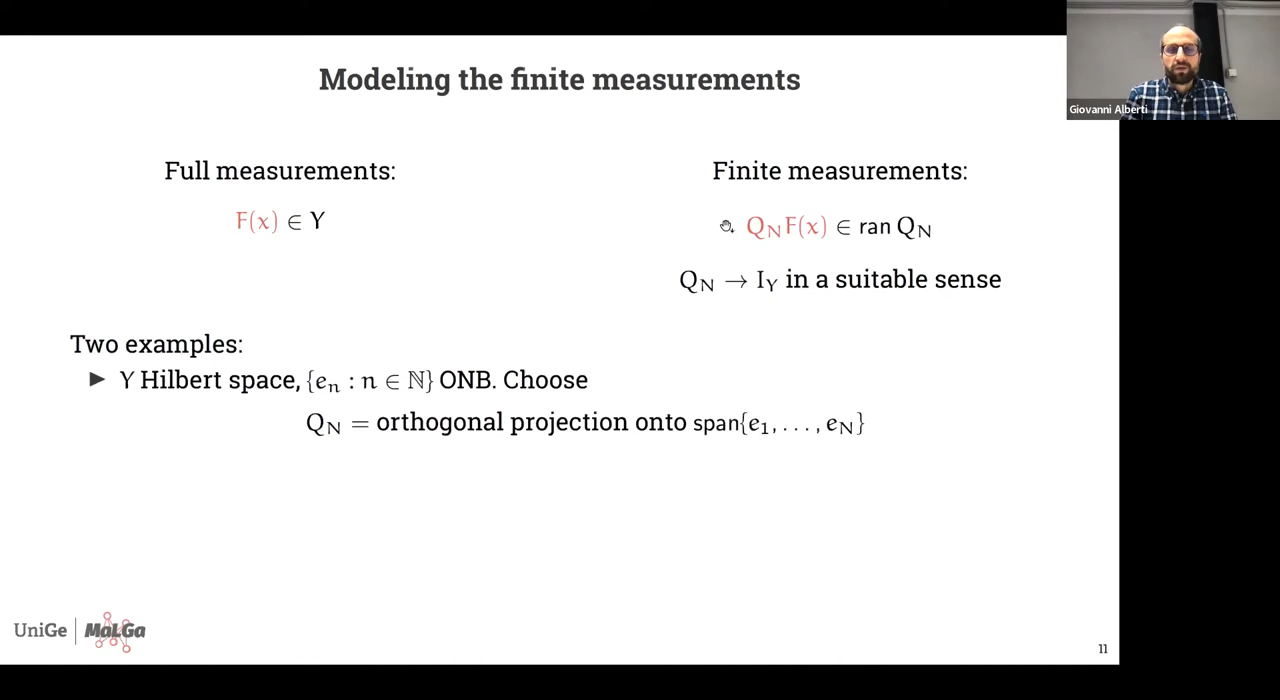 Modeling the finite measurements
Giovanni Alberti
Full measurements:
F(x) ∈ Y
Finite measurements:
Q_N F(x) ∈ ran Q_N
Q_N → I_Y in a suitable sense
Two examples:
▶ Y Hilbert space, {e_n : n ∈ ℕ} ONB. Choose
Q_N = orthogonal projection onto span{e_1, . . . , e_N}
UniGe | MaLGa
11